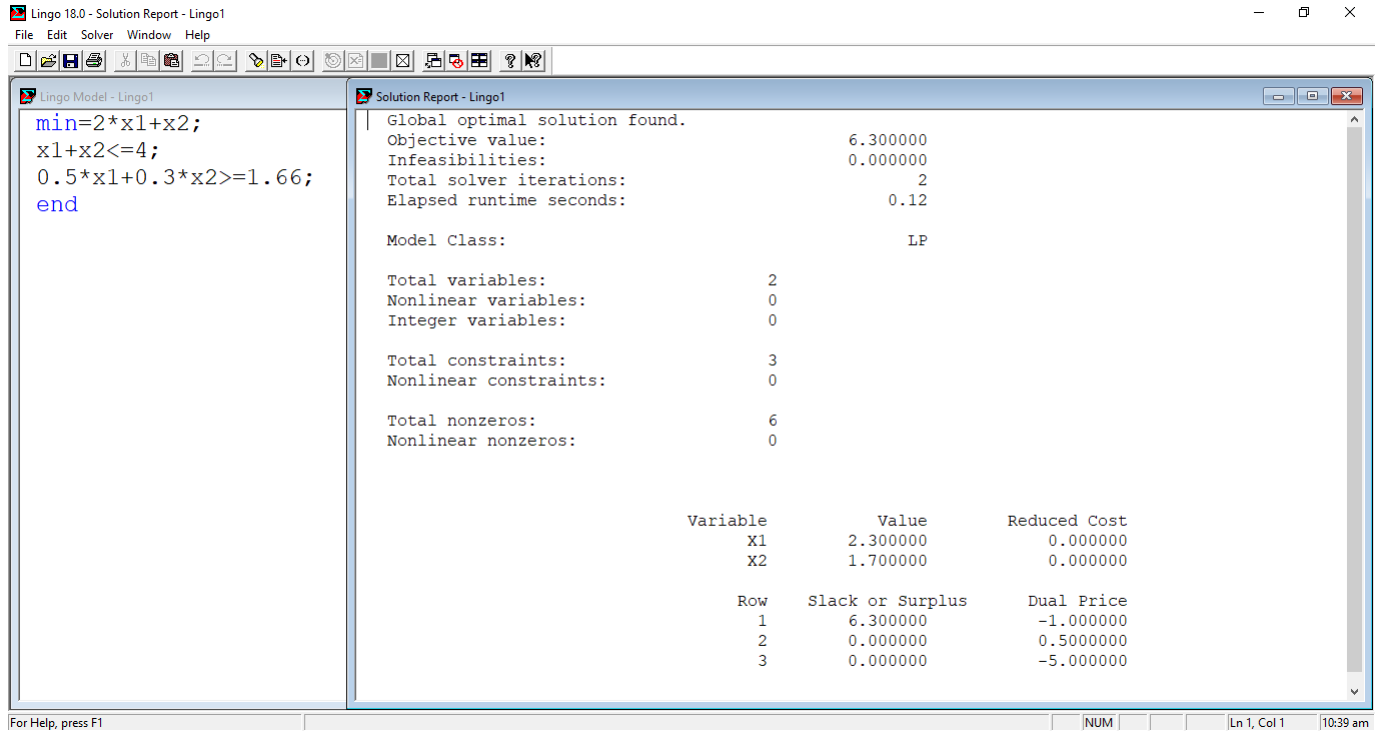 Lingo 18.0 - Solution Report - Lingo1
File Edit Solver Window Help
Lingo Model - Lingo1
min=2*x1+x2;
x1+x2<=4;
0.5*x1+0.3*x2>=1.66;
end
Solution Report - Lingo1
Global optimal solution found.
Objective value: 6.300000
Infeasibilities: 0.000000
Total solver iterations: 2
Elapsed runtime seconds: 0.12
Model Class: LP
Total variables: 2
Nonlinear variables: 0
Integer variables: 0
Total constraints: 3
Nonlinear constraints: 0
Total nonzeros: 6
Nonlinear nonzeros: 0
Variable Value Reduced Cost
X1 2.300000 0.000000
X2 1.700000 0.000000
Row Slack or Surplus Dual Price
1 6.300000 -1.000000
2 0.000000 0.5000000
3 0.000000 -5.000000
For Help, press F1 NUM Ln 1, Col 1 10:39 am